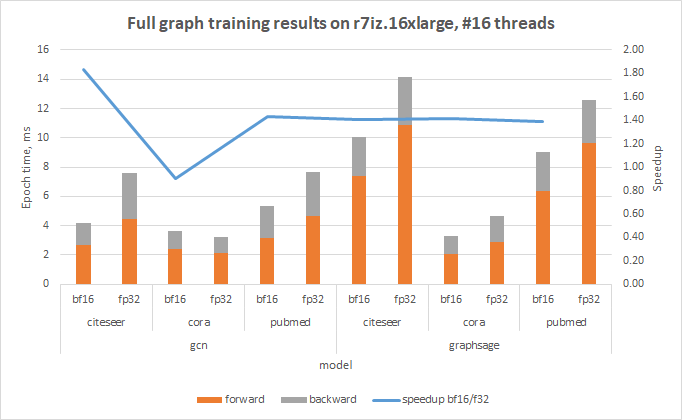 Full graph training results on r7iz.16xlarge, #16 threads
16
14
12
10
8
6
4
2
0
Epoch time, ms
2.00
1.80
1.60
1.40
1.20
1.00
0.80
0.60
0.40
0.20
0.00
Speedup
bf16 fp32 bf16 fp32 bf16 fp32 bf16 fp32 bf16 fp32 bf16 fp32
citeseer cora pubmed citeseer cora pubmed
gcn graphsage
model
forward backward speedup bf16/f32